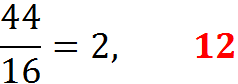 44
16 = 2, 12